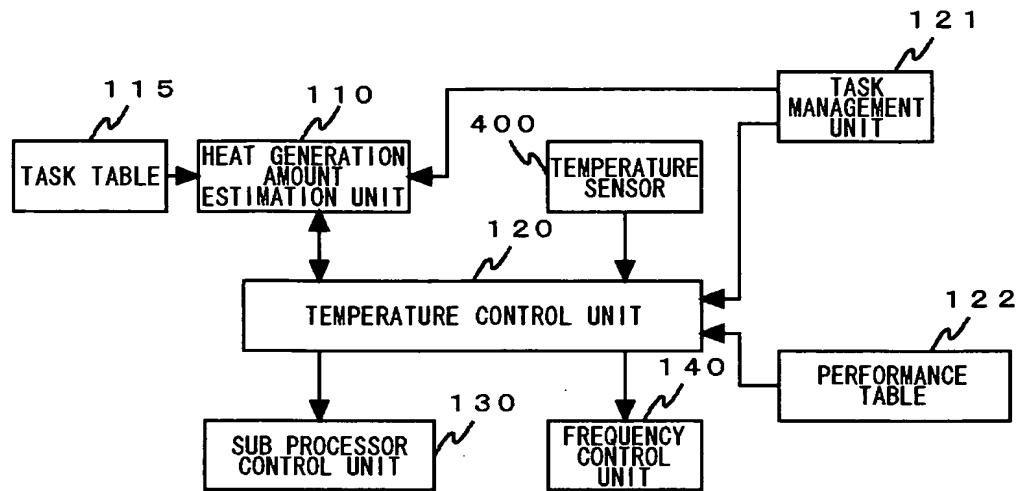 121
115
110
TASK
MANAGEMENT
UNIT
400
TASK TABLE
HEAT GENERATION
AMOUNT
ESTIMATION UNIT
TEMPERATURE
SENSOR
120
TEMPERATURE CONTROL UNIT
122
PERFORMANCE
TABLE
130
140
SUB PROCESSOR
CONTROL UNIT
FREQUENCY
CONTROL
UNIT